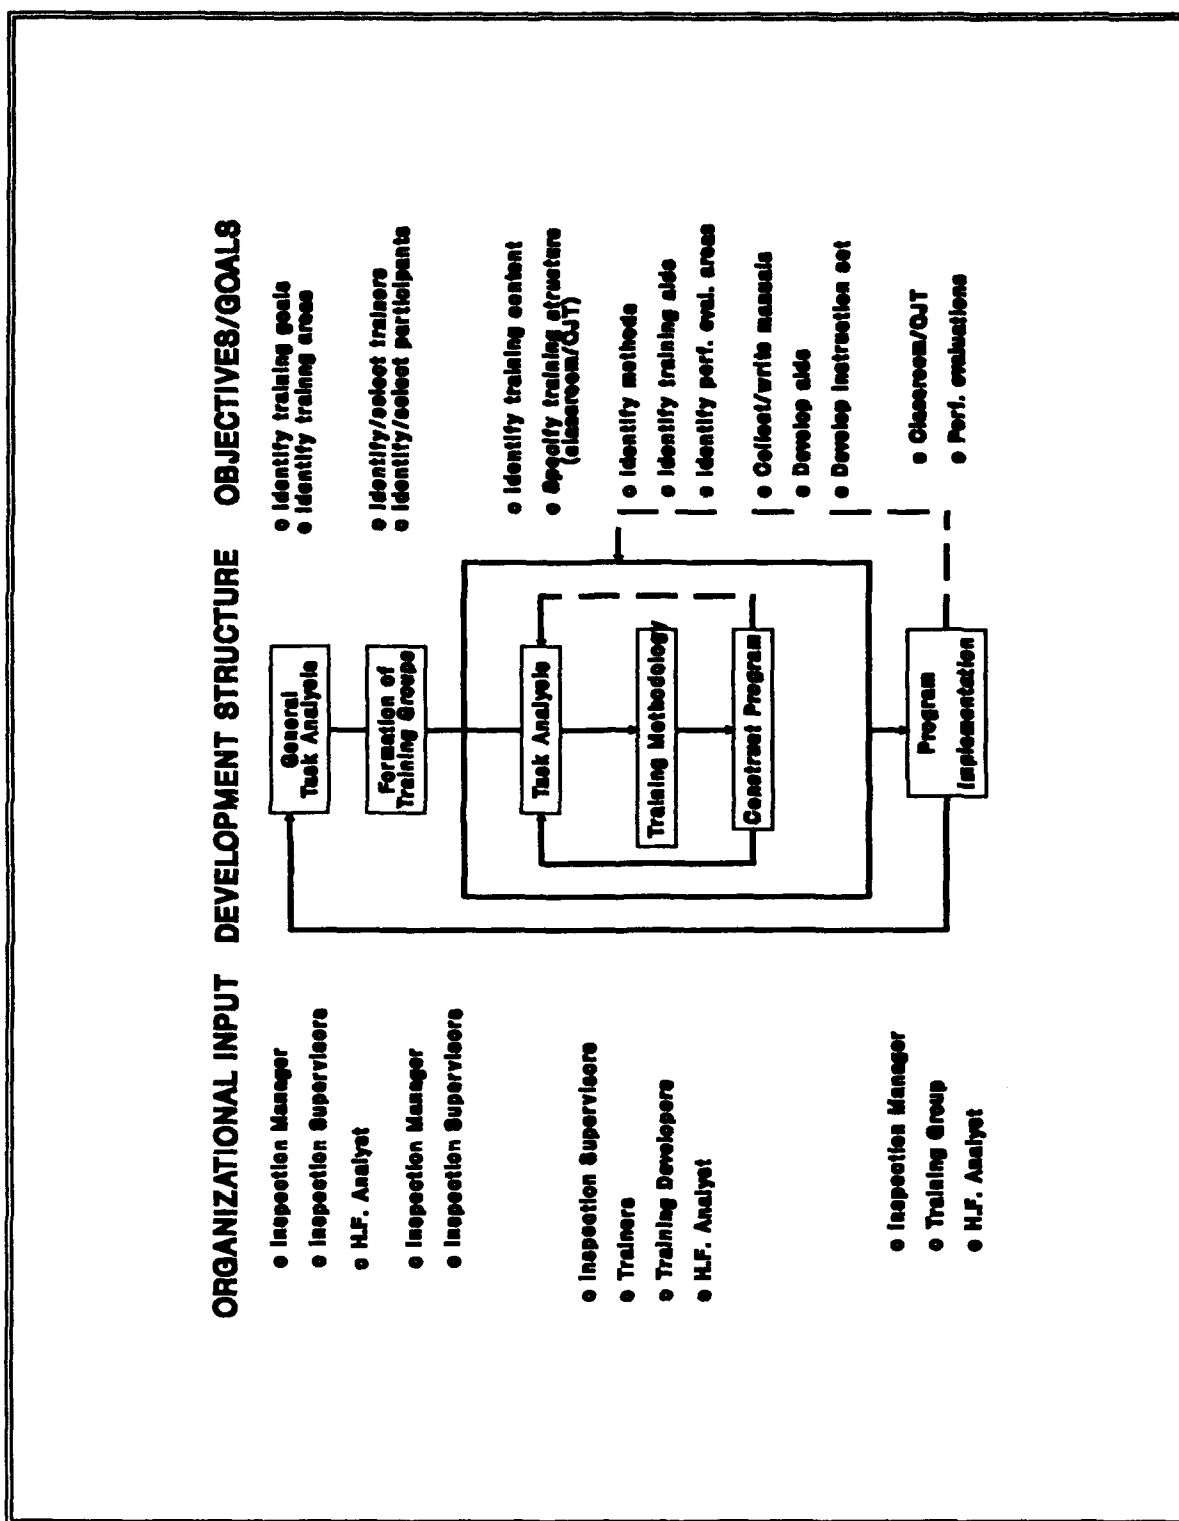 ORGANIZATIONAL INPUT DEVELOPMENT STRUCTURE OBJECTIVES/GOALS
o Inspection Manager
o Inspection Supervisors
o H.F. Analyst
o Inspection Manager
o Inspection Supervisors
o Inspection Supervisors
o Trainers
o Training Developers
o H.F. Analyst
o Inspection Manager
o Training Group
o H.F. Analyst
General
Task Analysis
Formation of
Training Groups
Task Analysis
Training Methodology
Construct Program
Program
Implementation
o Identify training goals
o Identify trainng areas
o Identify/select trainers
o Identify/select participants
o Identify training content
o Specify training structure
(classroom/OJT)
o Identify methods
o Identify training aids
o Identify perf. eval. areas
o Collect/write manuals
o Develop aids
o Develop instruction set
o Classroom/OJT
o Perf. evaluations